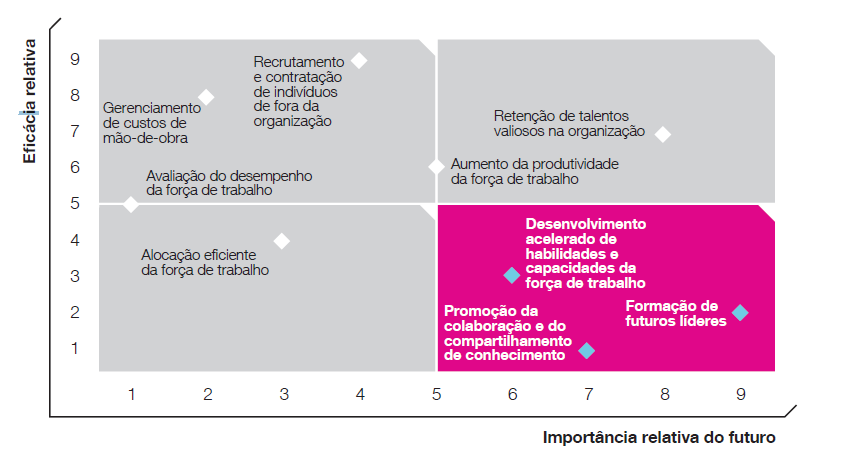 Eficácia relativa
9
8
7
6
5
4
3
2
1
Recrutamento
e contratação
de indivíduos
de fora da
organização
Gerenciamento
de custos de
mão-de-obra
Retenção de talentos
valiosos na organização
Avaliação do desempenho
da força de trabalho
Aumento da produtividade
da força de trabalho
Alocação eficiente
da força de trabalho
Desenvolvimento
acelerado de
habilidades e
capacidades da
força de trabalho
Promoção da
colaboração e do
compartilhamento
de conhecimento
Formação de
futuros líderes
1 2 3 4 5 6 7 8 9
Importância relativa do futuro